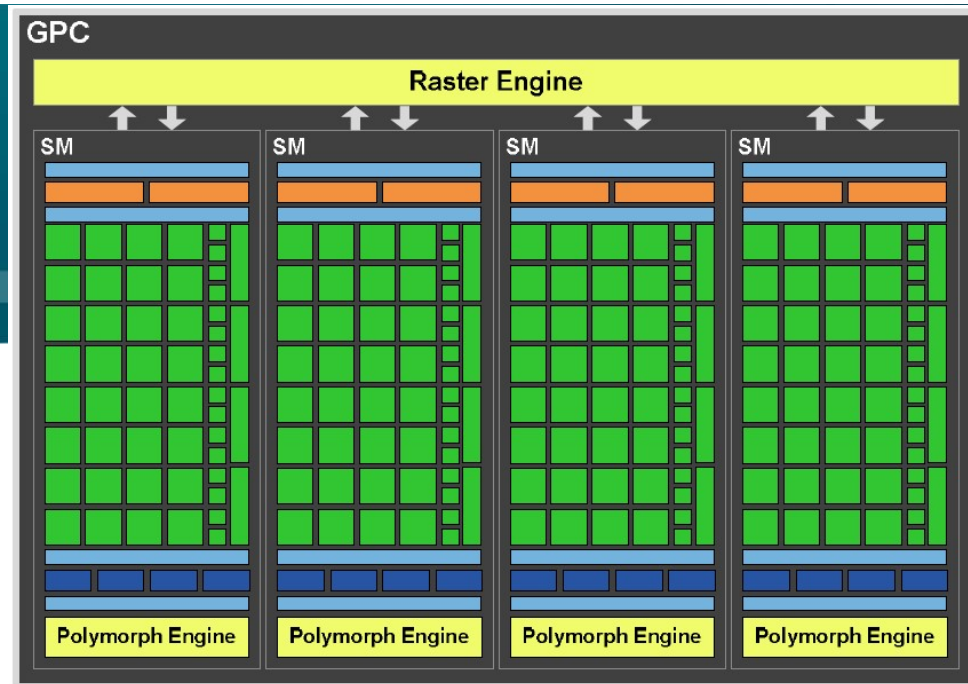 GPC
Raster Engine
SM SM SM SM
Polymorph Engine Polymorph Engine Polymorph Engine Polymorph Engine